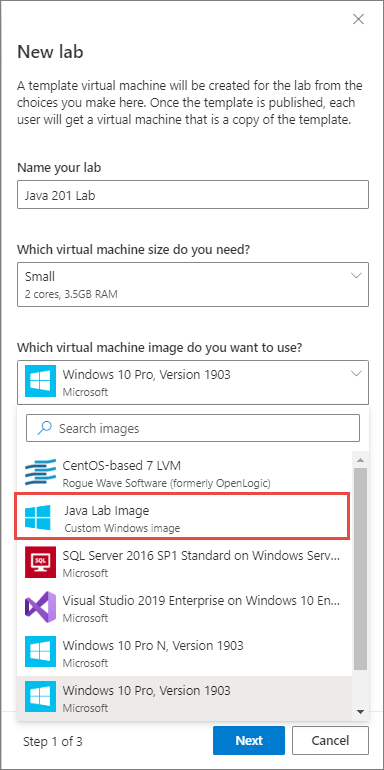 New lab
A template virtual machine will be created for the lab from the
choices you make here. Once the template is published, each
user will get a virtual machine that is a copy of the template.
Name your lab
Java 201 Lab
Which virtual machine size do you need?
Small
2 cores, 3.5GB RAM
Which virtual machine image do you want to use?
Windows 10 Pro, Version 1903
Microsoft
Search images
CentOS-based 7 LVM
Rogue Wave Software (formerly OpenLogic)
Java Lab Image
Custom Windows image
SQL
SQL Server 2016 SP1 Standard on Windows Serv...
Microsoft
Visual Studio 2019 Enterprise on Windows 10 En...
Microsoft
Windows 10 Pro N, Version 1903
Microsoft
Windows 10 Pro, Version 1903
Microsoft
Step 1 of 3
Next
Cancel